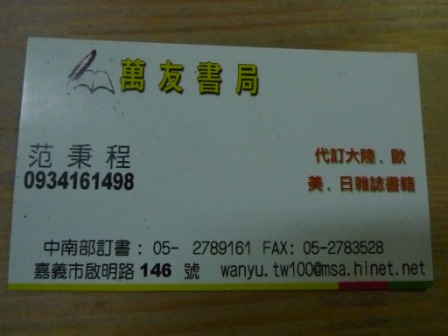 萬友書局
范秉程
0934161498
代訂大陸．歐
美．日雜誌書籍
中南部訂書： 05- 2789161 FAX: 05-2783528
嘉義市啟明路 146 號 wanyu.tw100@msa.hinet.net